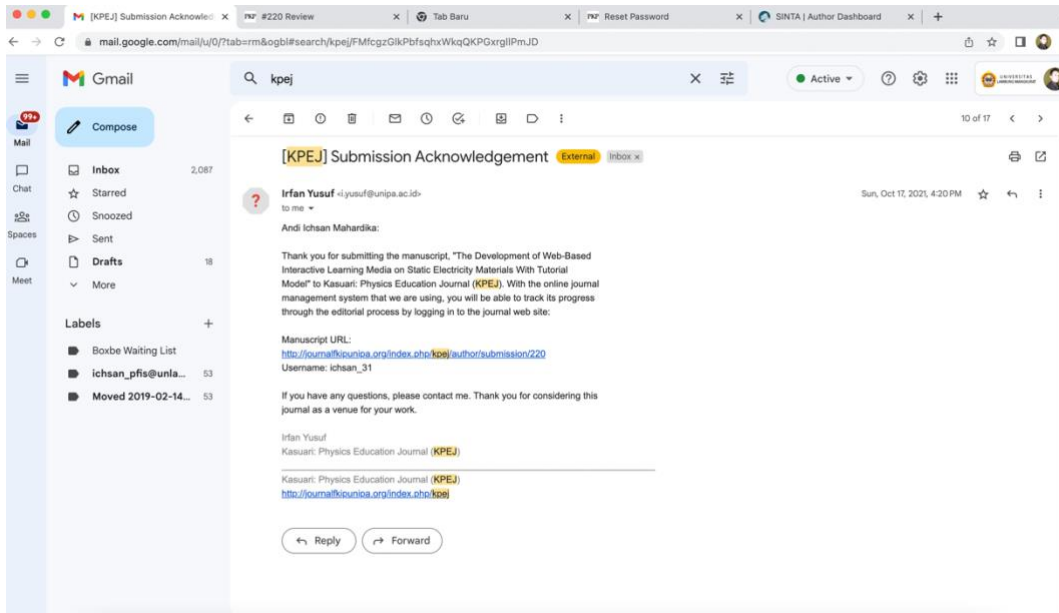 [KPEJ] Submission Acknowled
#220 Review
Tab Baru
Reset Password
SINTA | Author Dashboard
mail.google.com/mail/u/0/?tab=rm&ogbl#search/kpej/FMfcgzGlkPbfsqhxWkqQKPGxrgllPmJD
Gmail
kpej
Active
UNIVERSITAS
99+
Mail
Chat
Spaces
Meet
Compose
Inbox 2,087
Starred
Snoozed
Sent
Drafts 18
More
Labels
Boxbe Waiting List
ichsan_pfis@unla... 53
Moved 2019-02-14... 53
10 of 17
[KPEJ] Submission Acknowledgement External Inbox x
Irfan Yusuf <i.yusuf@unipa.ac.id> Sun, Oct 17, 2021, 4:20 PM
to me
Andi Ichsan Mahardika:
Thank you for submitting the manuscript, "The Development of Web-Based
Interactive Learning Media on Static Electricity Materials With Tutorial
Model" to Kasuari: Physics Education Journal (KPEJ). With the online journal
management system that we are using, you will be able to track its progress
through the editorial process by logging in to the journal web site:
Manuscript URL:
http://journalfkipunipa.org/index.php/kpej/author/submission/220
Username: ichsan_31
If you have any questions, please contact me. Thank you for considering this
journal as a venue for your work.
Irfan Yusuf
Kasuari: Physics Education Journal (KPEJ)
Kasuari: Physics Education Journal (KPEJ)
http://journalfkipunipa.org/index.php/kpej
Reply
Forward